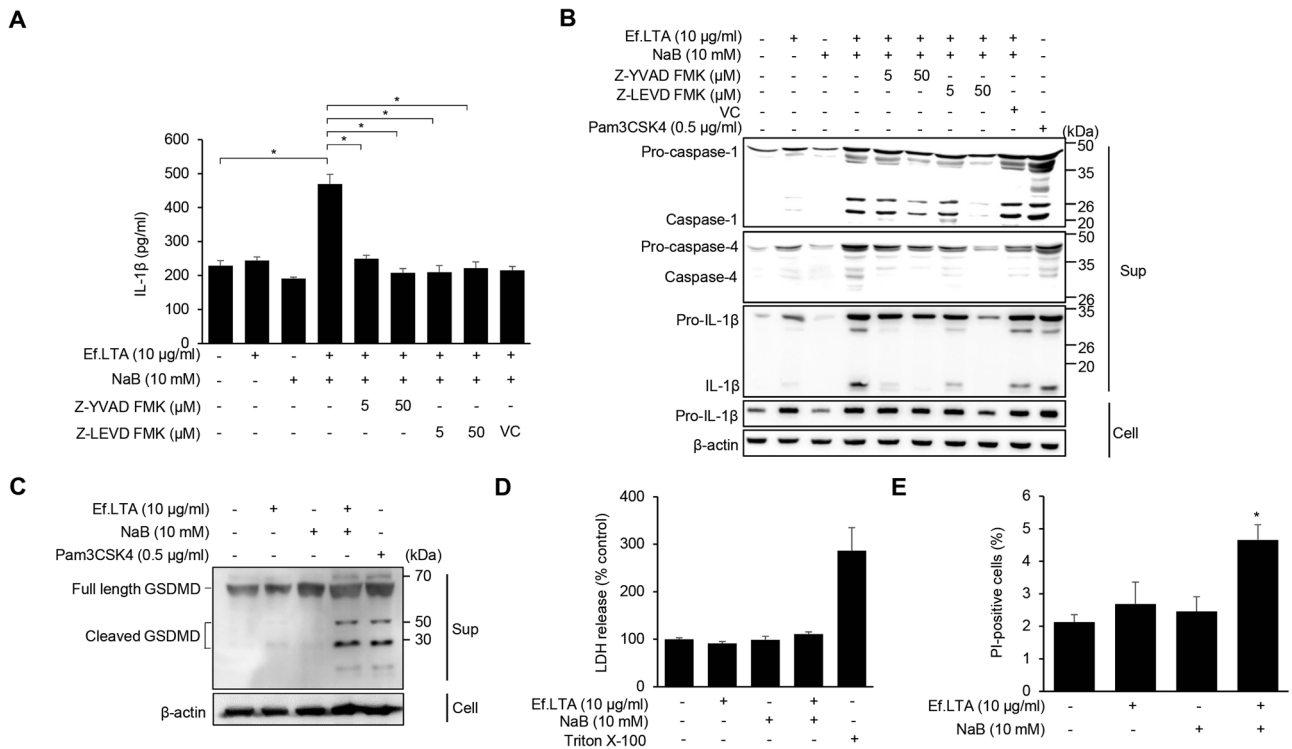 A
*
*
*
*
*
600
500
400
300
200
100
0
IL-1β (pg/ml)
Ef.LTA (10 µg/ml) - + - + + + + + +
NaB (10 mM) - - + + + + + + +
Z-YVAD FMK (µM) - - - - 5 50 - - -
Z-LEVD FMK (µM) - - - - - - 5 50 VC
B
Ef.LTA (10 µg/ml) - + - + + + + + + -
NaB (10 mM) - - + + + + + + + -
Z-YVAD FMK (µM) - - - - 5 50 - - - -
Z-LEVD FMK (µM) - - - - - - 5 50 - -
VC - - - - - - - - + -
Pam3CSK4 (0.5 µg/ml) - - - - - - - - - + (kDa)
Pro-caspase-1 50
35
26
Caspase-1 20
Pro-caspase-4 50
35
Caspase-4
26
Pro-IL-1β 35
26
20
IL-1β
Sup
Pro-IL-1β
β-actin
Cell
C
Ef.LTA (10 µg/ml) - + - + -
NaB (10 mM) - - + + -
Pam3CSK4 (0.5 µg/ml) - - - - + (kDa)
70
Full length GSDMD
50
Cleaved GSDMD 30
Sup
β-actin Cell
D
400
300
200
100
0
LDH release (% control)
Ef.LTA (10 µg/ml) - + - + -
NaB (10 mM) - - + + -
Triton X-100 - - - - +
E
6
5
4
3
2
1
0
*
PI-positive cells (%)
Ef.LTA (10 µg/ml) - + - +
NaB (10 mM) - - + +